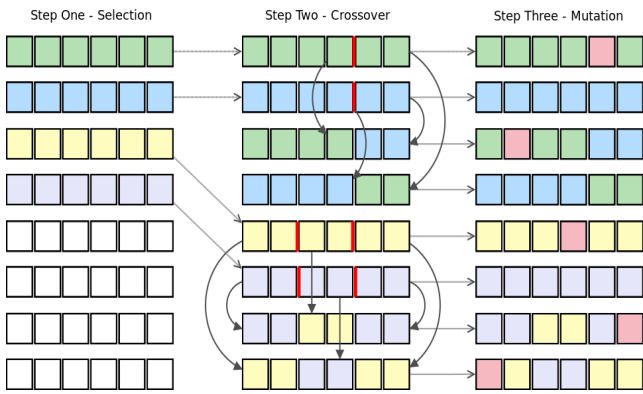 Step One - Selection
Step Two - Crossover
Step Three - Mutation